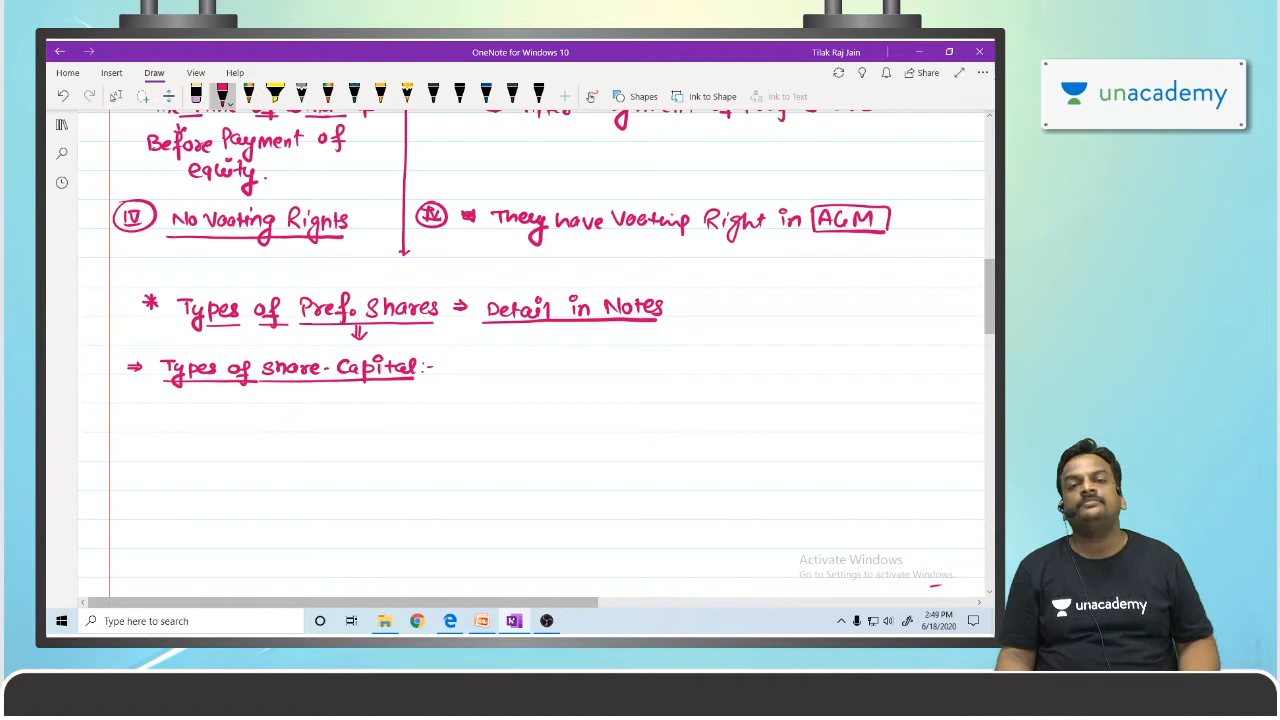 OneNote for Windows 10
Tilak Raj Jain
Home Insert Draw View Help
Share
Shapes
Ink to Shape
Ink to Text
unacademy
Before Payment of
equity.
IV No Vooting Rights
IV They have Vooting Right in AGM
* Types of Pref. Shares ⇒ Detail in Notes
⇒ Types of Share-Capital:-
Activate Windows
Go to Settings to activate Windows.
Type here to search
2:49 PM
6/18/2020
unacademy